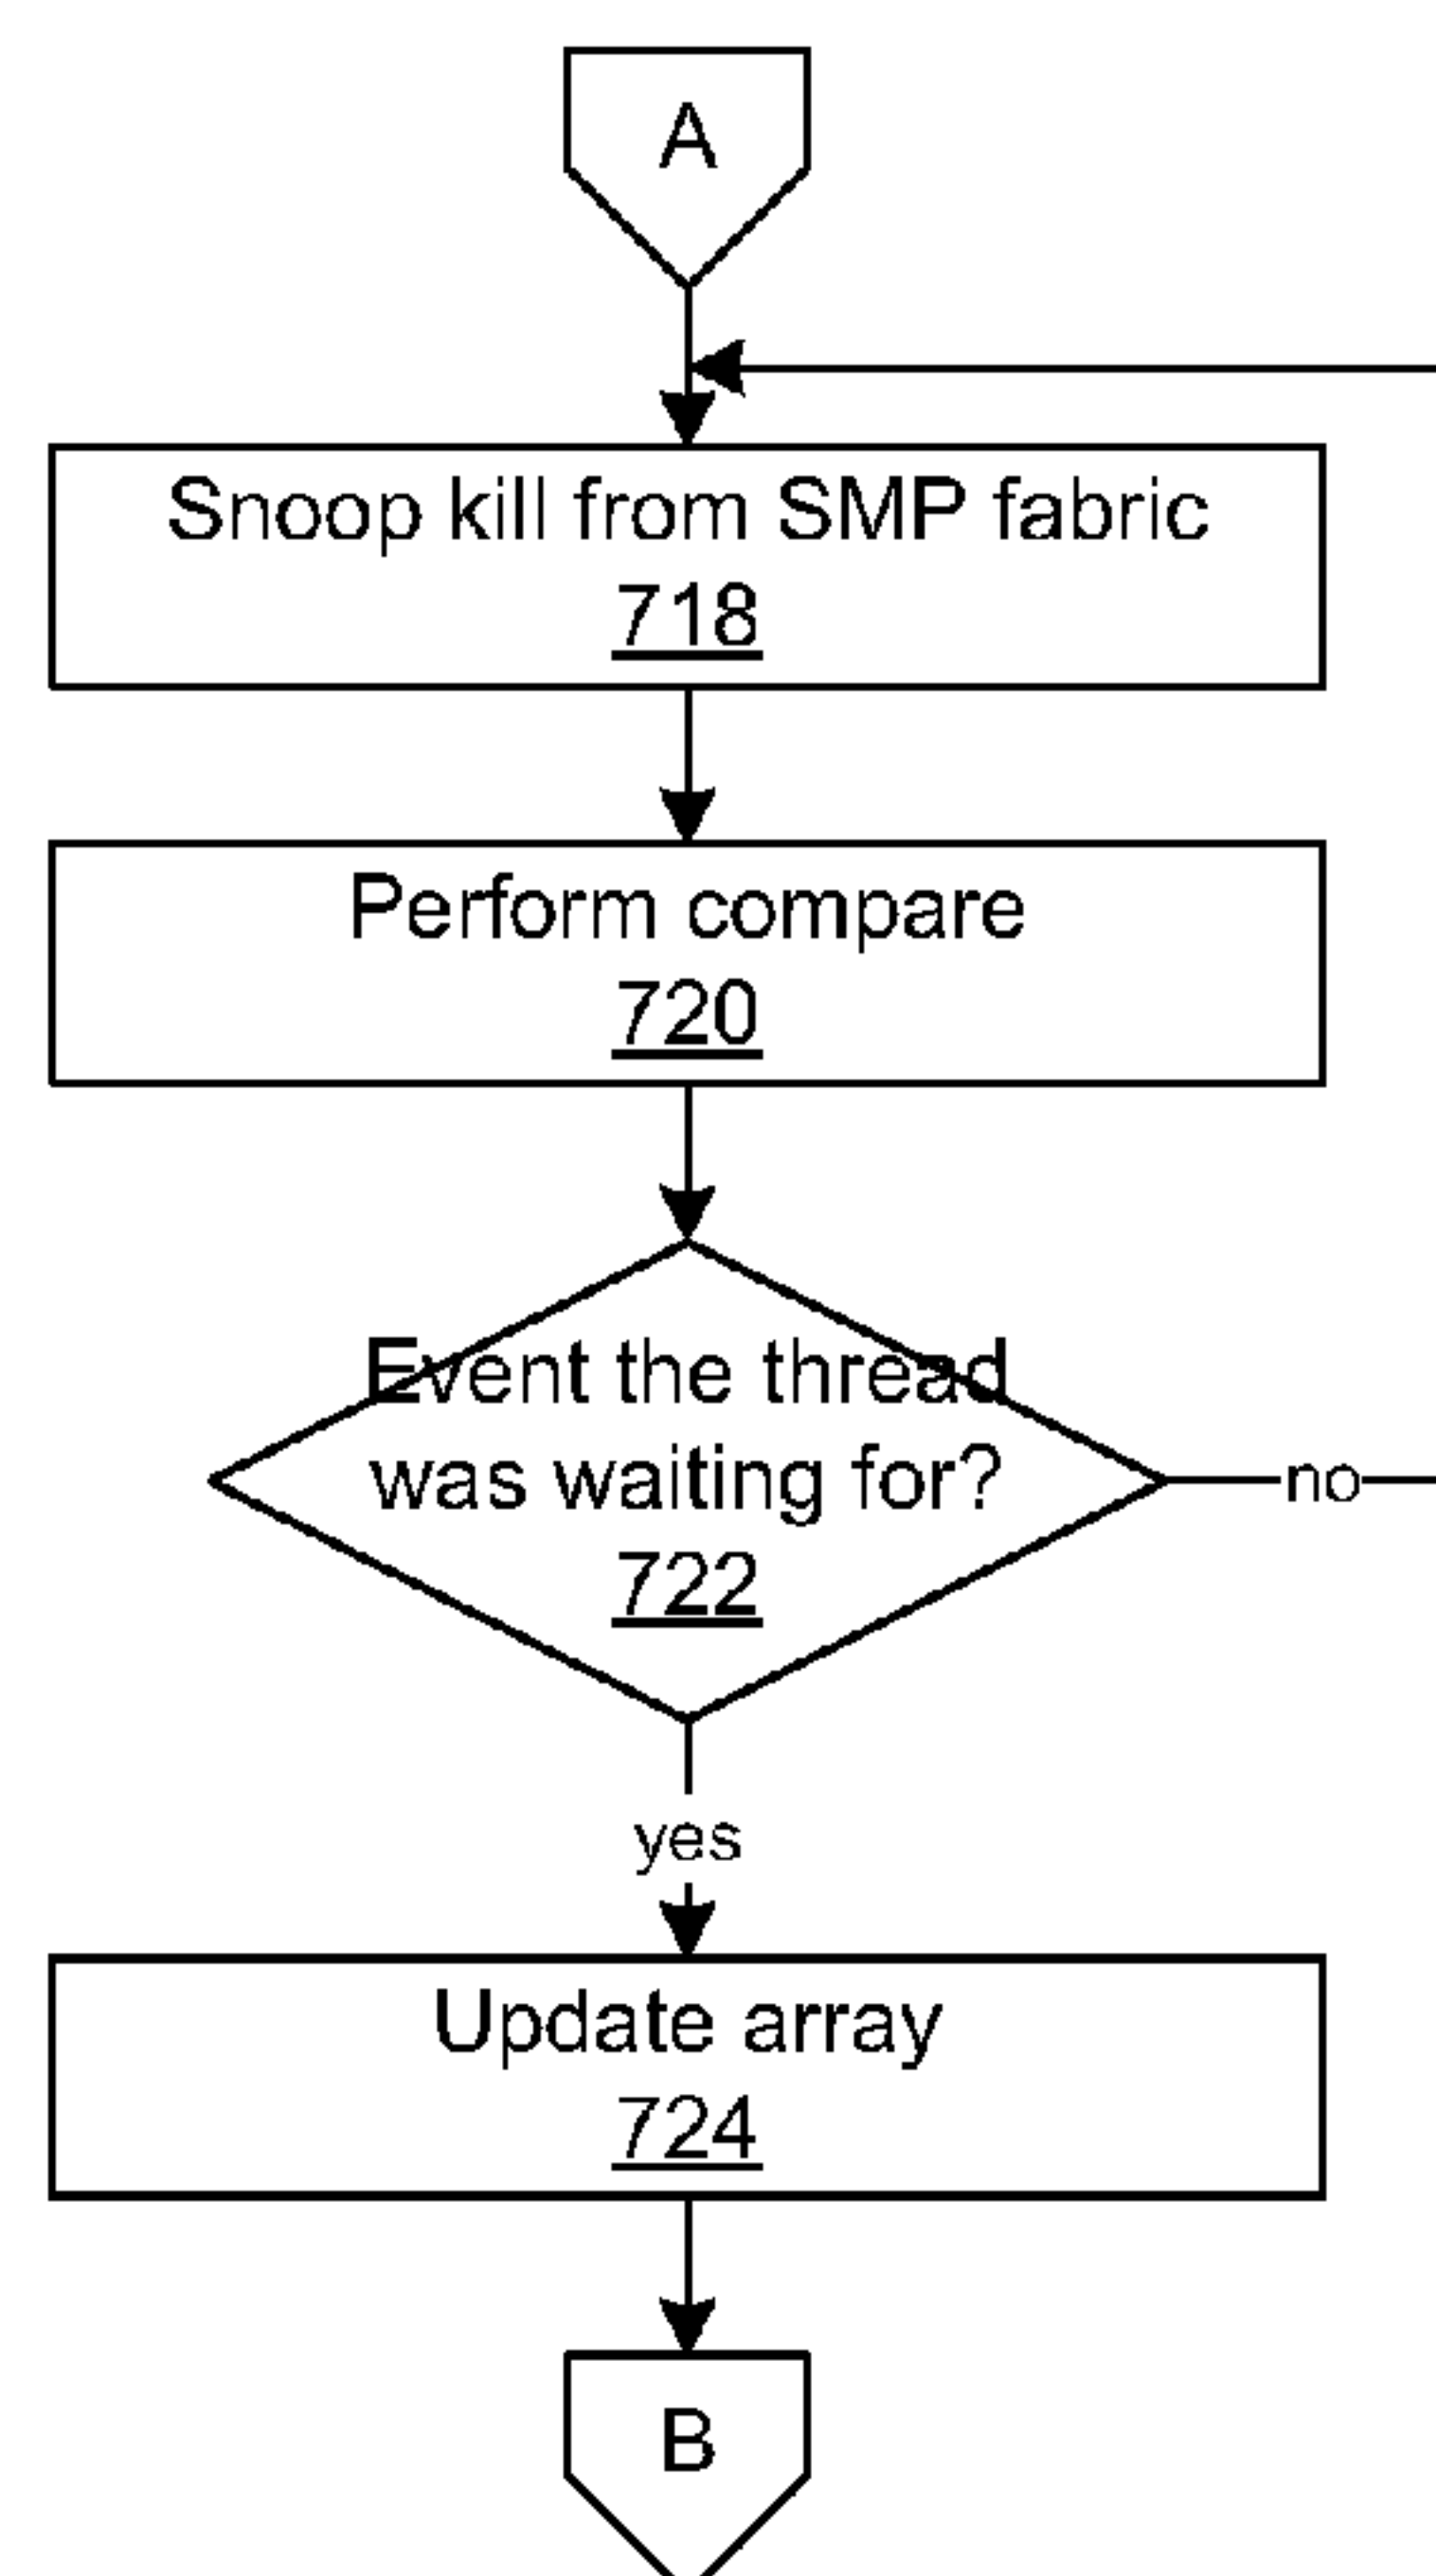 A
Snoop kill from SMP fabric
718
Perform compare
720
Event the thread
was waiting for?
722
no
yes
Update array
724
B